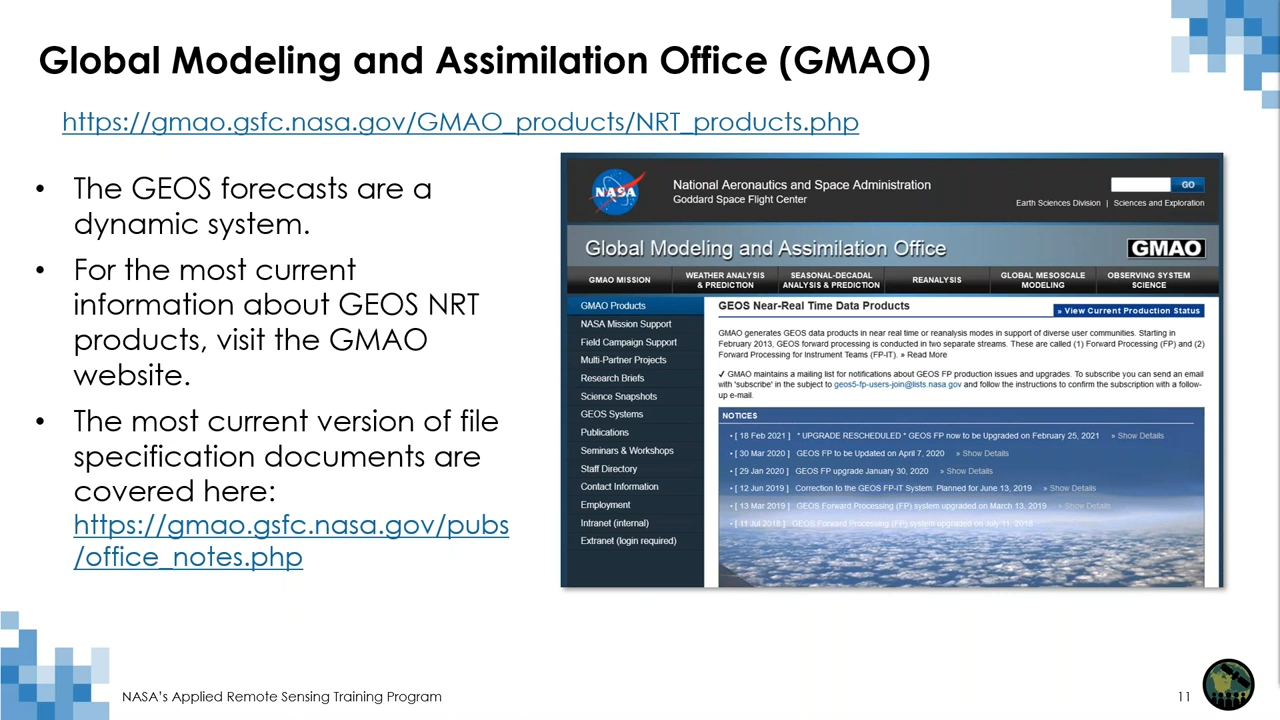 Global Modeling and Assimilation Office (GMAO)
https://gmao.gsfc.nasa.gov/GMAO_products/NRT_products.php
• The GEOS forecasts are a
dynamic system.
• For the most current
information about GEOS NRT
products, visit the GMAO
website.
• The most current version of file
specification documents are
covered here:
https://gmao.gsfc.nasa.gov/pubs
/office_notes.php
NASA
National Aeronautics and Space Administration
Goddard Space Flight Center
GO
Earth Sciences Division | Sciences and Exploration
Global Modeling and Assimilation Office
GMAO
GMAO MISSION
WEATHER ANALYSIS
& PREDICTION
SEASONAL-DECADAL
ANALYSIS & PREDICTION
REANALYSIS
GLOBAL MESOSCALE
MODELING
OBSERVING SYSTEM
SCIENCE
GMAO Products
NASA Mission Support
Field Campaign Support
Multi-Partner Projects
Research Briefs
Science Snapshots
GEOS Systems
Publications
Seminars & Workshops
Staff Directory
Contact Information
Employment
Intranet (internal)
Extranet (login required)
GEOS Near-Real Time Data Products
» View Current Production Status
GMAO generates GEOS data products in near real time or reanalysis modes in support of diverse user communities. Starting in
February 2013, GEOS forward processing is conducted in two separate streams. These are called (1) Forward Processing (FP) and (2)
Forward Processing for Instrument Teams (FP-IT). » Read More
✓ GMAO maintains a mailing list for notifications about GEOS FP production issues and upgrades. To subscribe you can send an email
with 'subscribe' in the subject to geos5-fp-users-join@lists.nasa.gov and follow the instructions to confirm the subscription with a follow-
up e-mail.
NOTICES
• [ 18 Feb 2021 ] * UPGRADE RESCHEDULED * GEOS FP now to be Upgraded on February 25, 2021 » Show Details
• [ 30 Mar 2020 ] GEOS FP to be Updated on April 7, 2020 » Show Details
• [ 29 Jan 2020 ] GEOS FP upgrade January 30, 2020 » Show Details
• [ 12 Jun 2019 ] Correction to the GEOS FP-IT System: Planned for June 13, 2019 » Show Details
• [ 13 Mar 2019 ] GEOS Forward Processing (FP) system upgraded on March 13, 2019 » Show Details
• [ 11 Jul 2018 ] GEOS Forward Processing (FP) system upgraded on July 11, 2018
NASA's Applied Remote Sensing Training Program
11